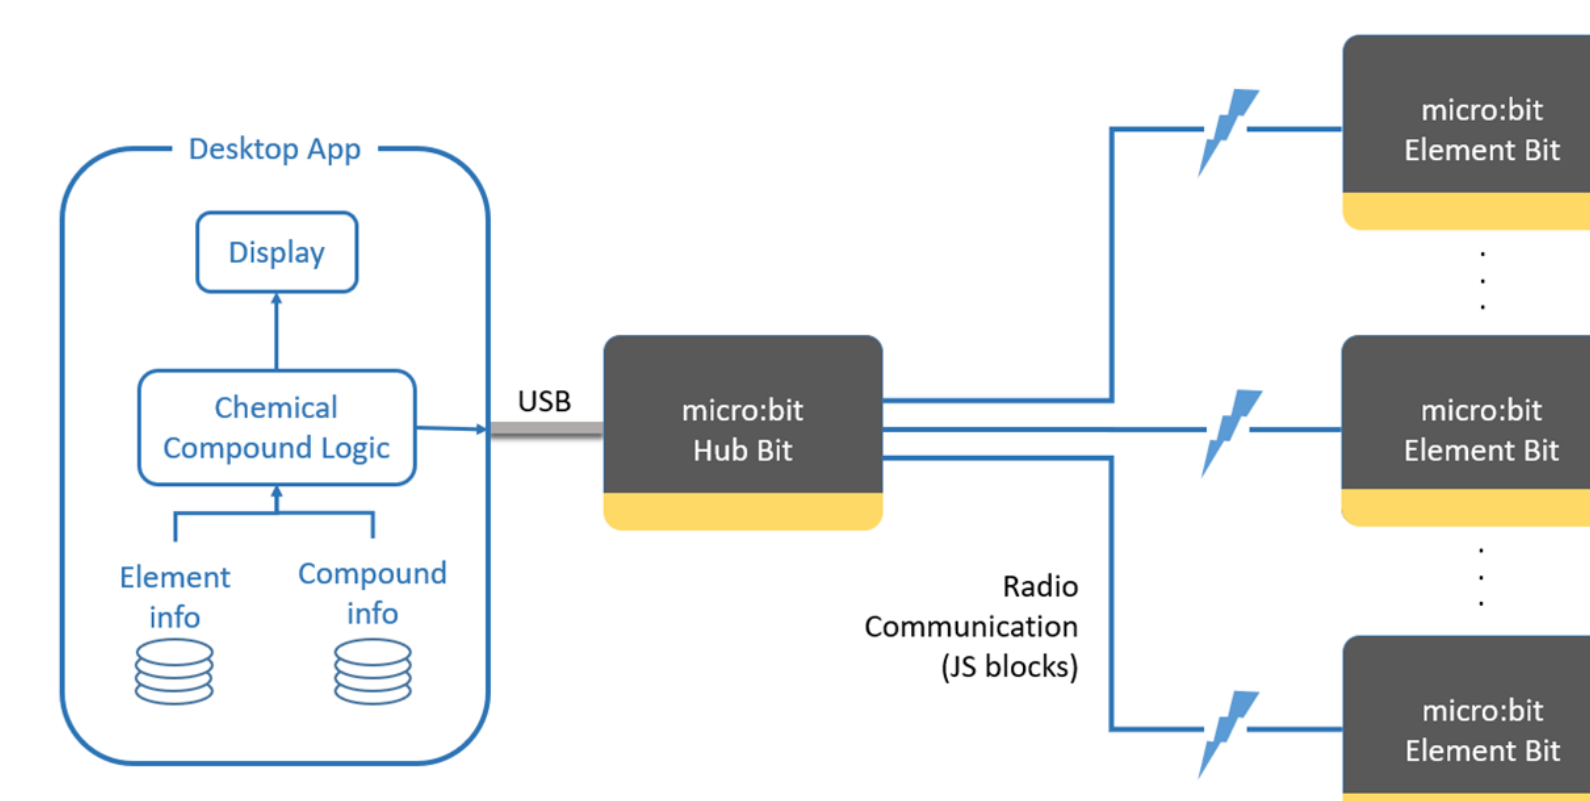 Desktop App
Display
Chemical
Compound Logic
Element
info
Compound
info
USB
micro:bit
Hub Bit
Radio
Communication
(JS blocks)
micro:bit
Element Bit
micro:bit
Element Bit
micro:bit
Element Bit